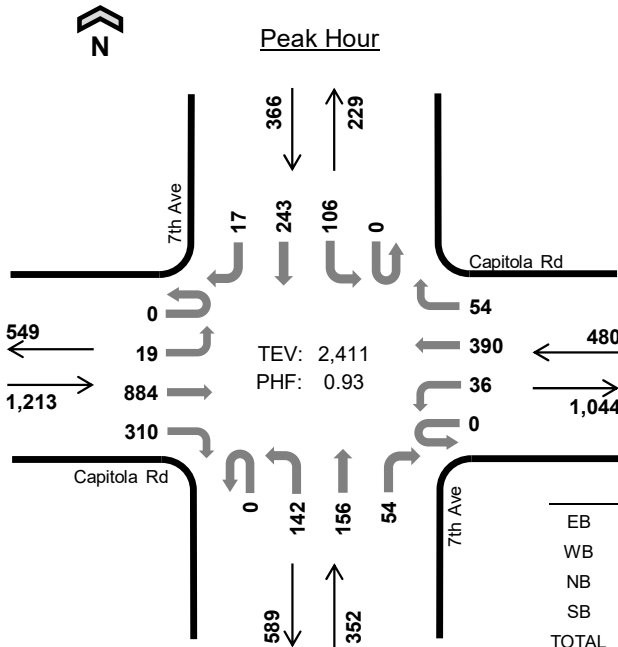 N
Peak Hour
366
229
7th Ave
17
243
106
0
Capitola Rd
0
54
549
19
TEV: 2,411
390
480
PHF: 0.93
1,213
884
36
1,044
310
0
Capitola Rd
0
142
156
54
7th Ave
589
352
EB
WB
NB
SB
TOTAL